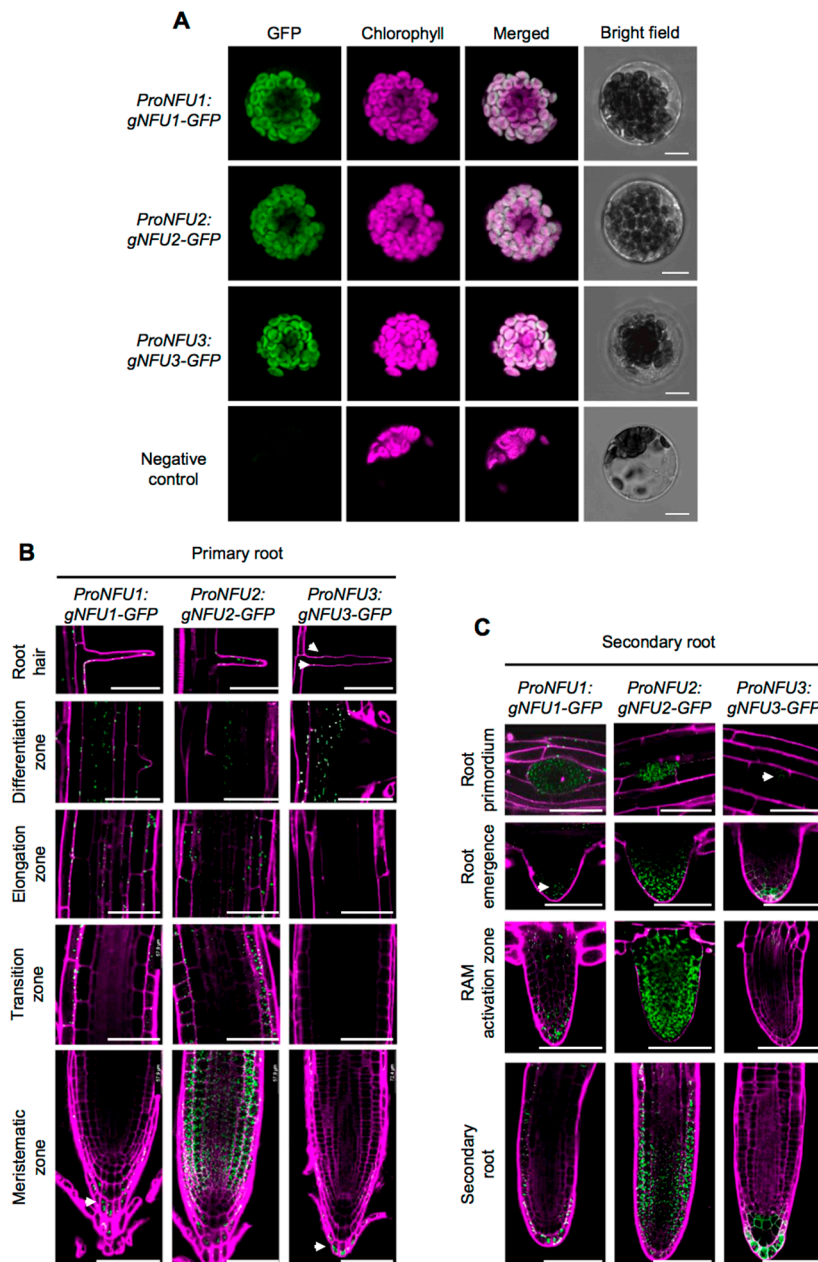 A
GFP Chlorophyll Merged Bright field
ProNFU1:
gNFU1-GFP
ProNFU2:
gNFU2-GFP
ProNFU3:
gNFU3-GFP
Negative
control
B
Primary root
ProNFU1: ProNFU2: ProNFU3:
gNFU1-GFP gNFU2-GFP gNFU3-GFP
Root
hair
Differentiation
zone
Elongation
zone
Transition
zone
Meristematic
zone
C
Secondary root
ProNFU1: ProNFU2: ProNFU3:
gNFU1-GFP gNFU2-GFP gNFU3-GFP
Root
primordium
Root
emergence
RAM
activation zone
Secondary
root